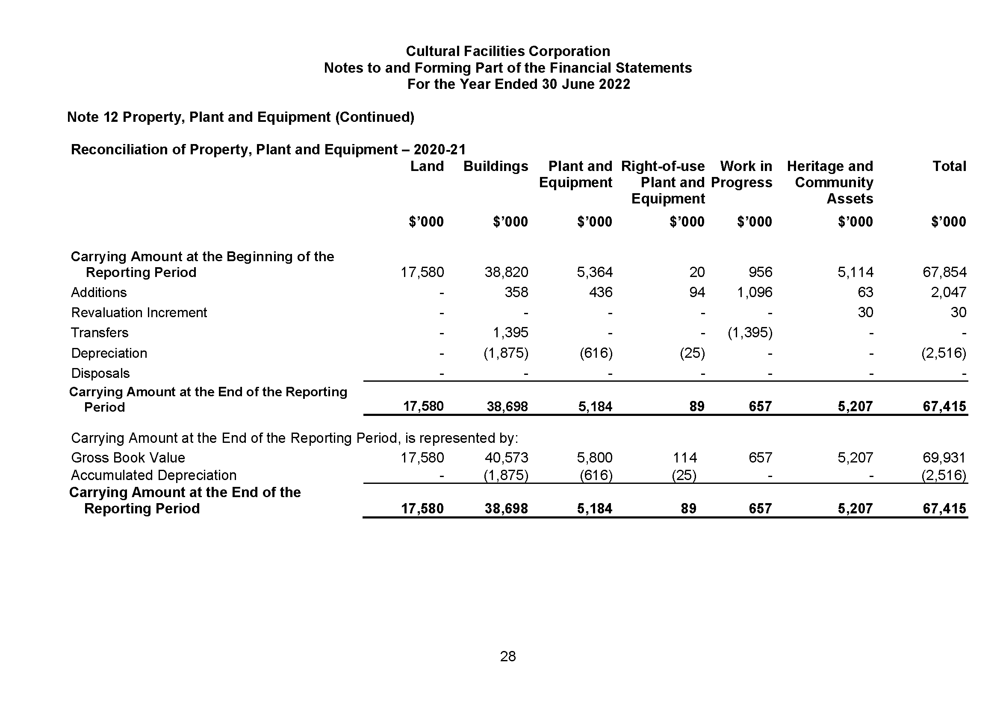 Cultural Facilities Corporation
Notes to and Forming Part of the Financial Statements
For the Year Ended 30 June 2022
Note 12 Property, Plant and Equipment (Continued)
Reconciliation of Property, Plant and Equipment – 2020-21
Land Buildings Plant and Right-of-use Work in Heritage and Total
Equipment Plant and Progress Community
Equipment Assets
$’000 $’000 $’000 $’000 $’000 $’000 $’000
Carrying Amount at the Beginning of the
Reporting Period 17,580 38,820 5,364 20 956 5,114 67,854
Additions - 358 436 94 1,096 63 2,047
Revaluation Increment - - - - - 30 30
Transfers - 1,395 - - (1,395) - -
Depreciation - (1,875) (616) (25) - - (2,516)
Disposals - - - - - - -
Carrying Amount at the End of the Reporting
Period 17,580 38,698 5,184 89 657 5,207 67,415
Carrying Amount at the End of the Reporting Period, is represented by:
Gross Book Value 17,580 40,573 5,800 114 657 5,207 69,931
Accumulated Depreciation - (1,875) (616) (25) - - (2,516)
Carrying Amount at the End of the
Reporting Period 17,580 38,698 5,184 89 657 5,207 67,415
28